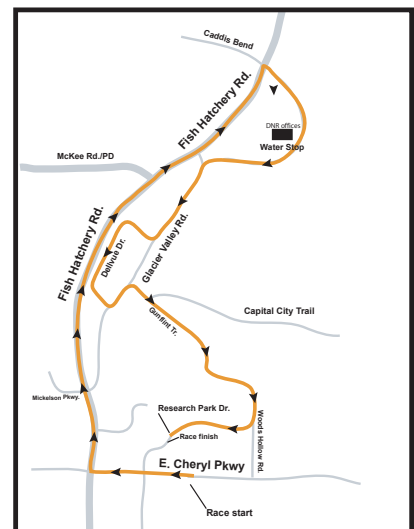 Caddis Bend
Fish Hatchery Rd.
DNR offices
Water Stop
McKee Rd./PD
Fish Hatchery Rd.
Glacier Valley Rd.
Dellvue Dr.
Gunflint Tr.
Capital City Trail
Mickelson Pkwy.
Research Park Dr.
Race finish
Woods Hollow Rd.
E. Cheryl Pkwy
Race start